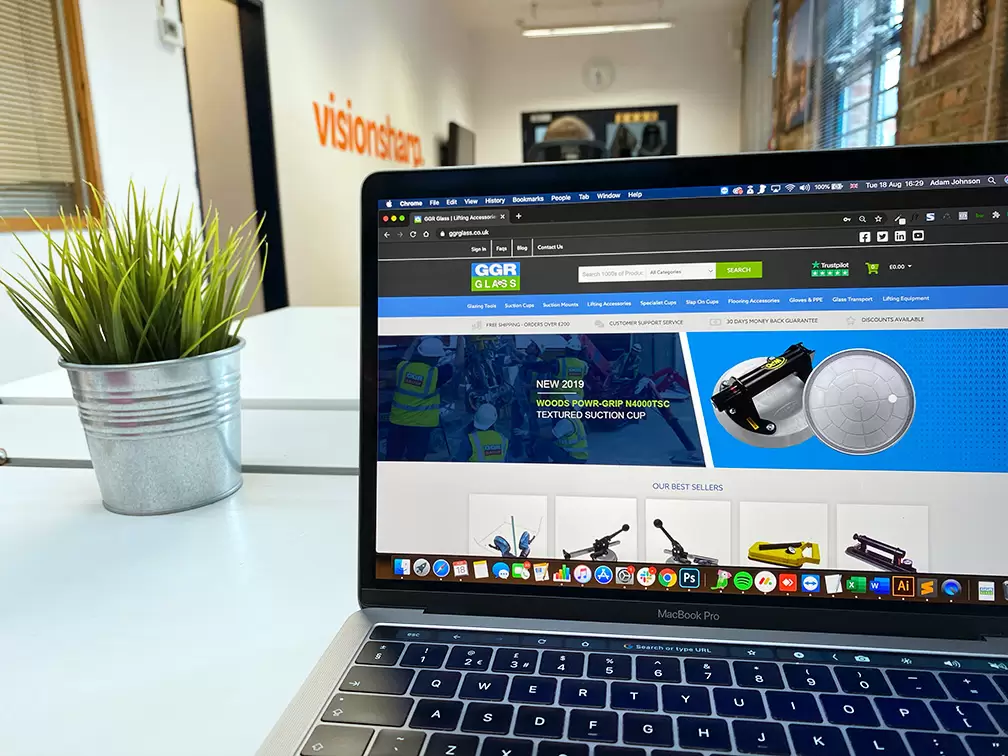 visionsharp.
Chrome File Edit View History Bookmarks People Tab Window Help
100% Tue 18 Aug 16:29 Adam Johnson
GGR Glass | Lifting Accessories
ggrglass.co.uk
Sign in Faqs Blog Contact Us
GGR
GLASS
Search 1000s of Produc All Categories SEARCH
Trustpilot
£0.00
Glazing Tools Suction Cups Suction Mounts Lifting Accessories Specialist Cups Slap On Cups Flooring Accessories Gloves & PPE Glass Transport Lifting Equipment
FREE SHIPPING - ORDERS OVER £200 CUSTOMER SUPPORT SERVICE 30 DAYS MONEY BACK GUARANTEE DISCOUNTS AVAILABLE
GGR
GGR
NEW 2019
WOODS POWR-GRIP N4000TSC
TEXTURED SUCTION CUP
OUR BEST SELLERS
18
Ps
X
W
Ai
S
MacBook Pro
esc Search or type URL
§ ! 1 @ 2 € £ 3 # $ 4 % 5 ^ 6 & 7 * 8 ( 9 ) 0 - + =
Q W E R T Y U I O P { [
A S D F G H J K L
Z X C V B N